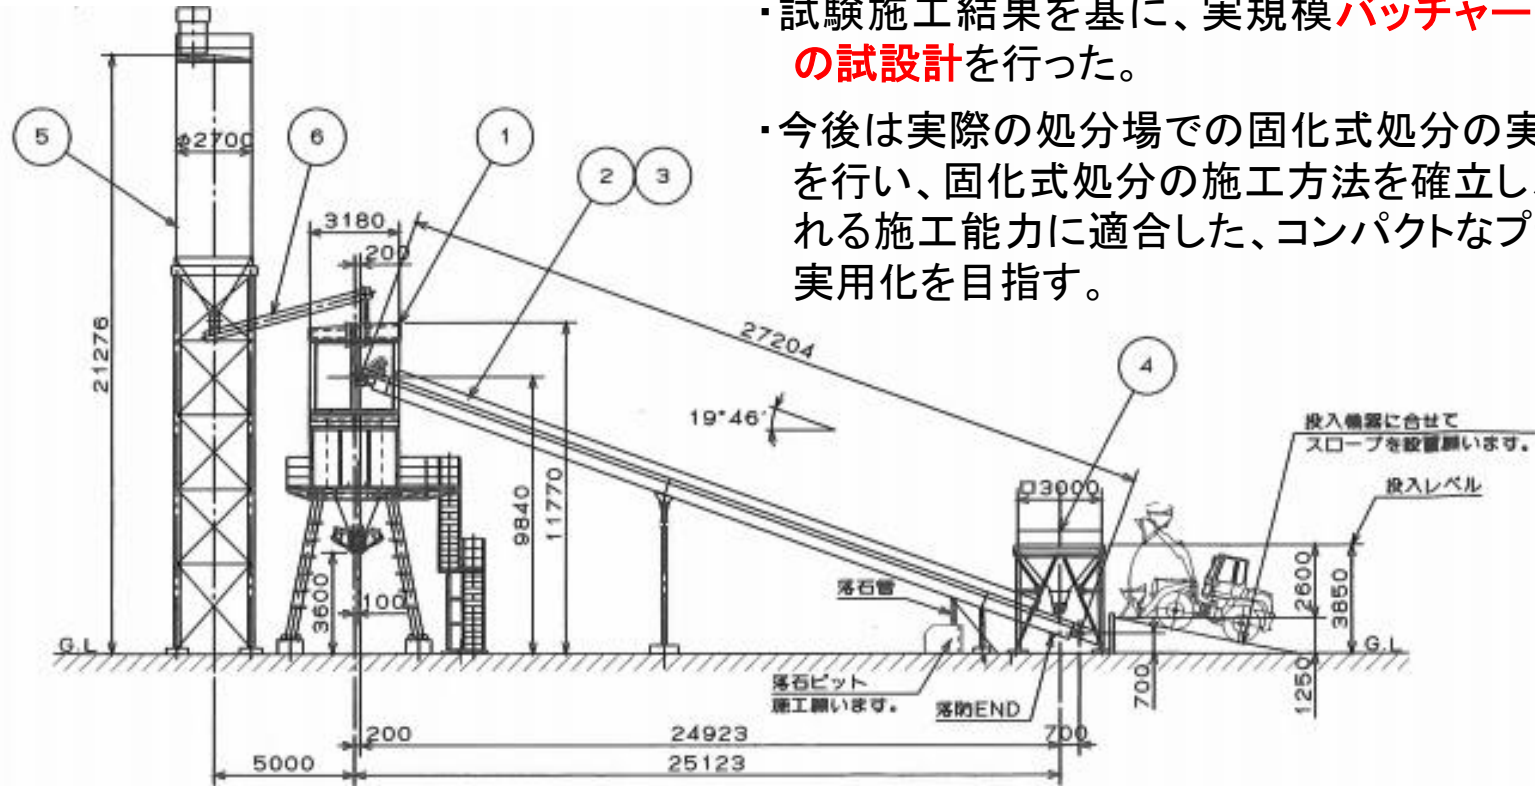 ・試験施工結果を基に、実規模バッチャー
の試設計を行った。
・今後は実際の処分場での固化式処分の実
を行い、固化式処分の施工方法を確立し、
れる施工能力に適合した、コンパクトなプ
実用化を目指す。
5
φ2700
6
1
2
3
3180
200
27204
21276
4
19°46'
投入機器に合せて
スロープを設置願います。
11770
9840
□3000
投入レベル
3600
100
落石管
2600
3850
G.L
G.L
落石ピット
施工願います。
落防END
700
1250
200
24923
700
5000
25123